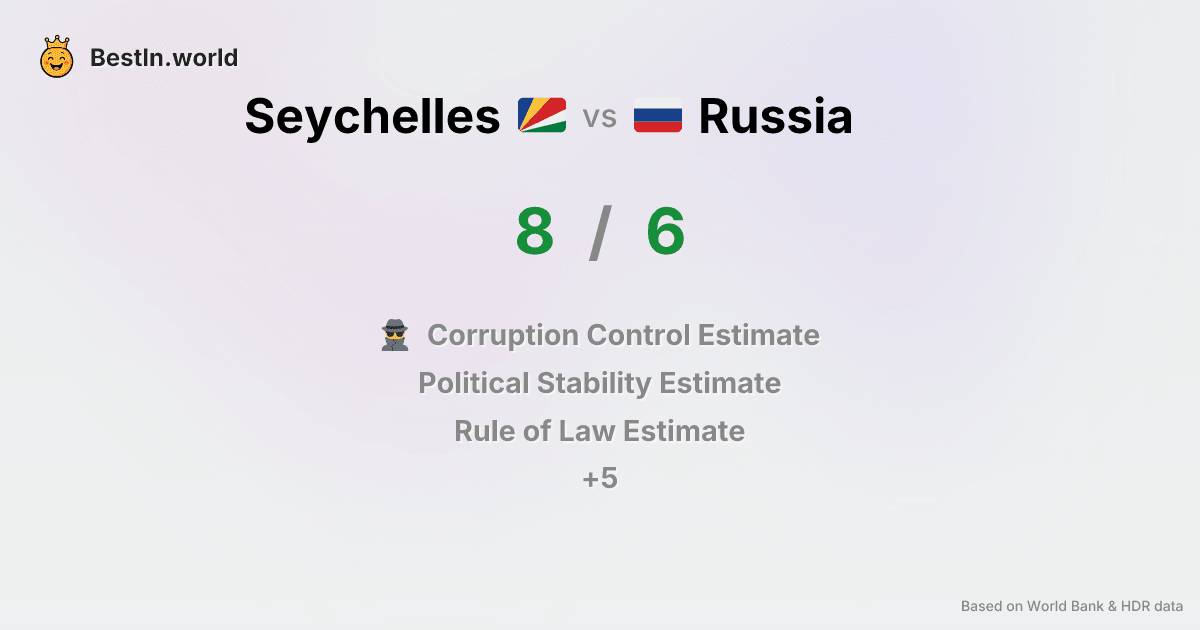 BestIn.world
Seychelles vs Russia
8 / 6
Corruption Control Estimate
Political Stability Estimate
Rule of Law Estimate
+5
Based on World Bank & HDR data